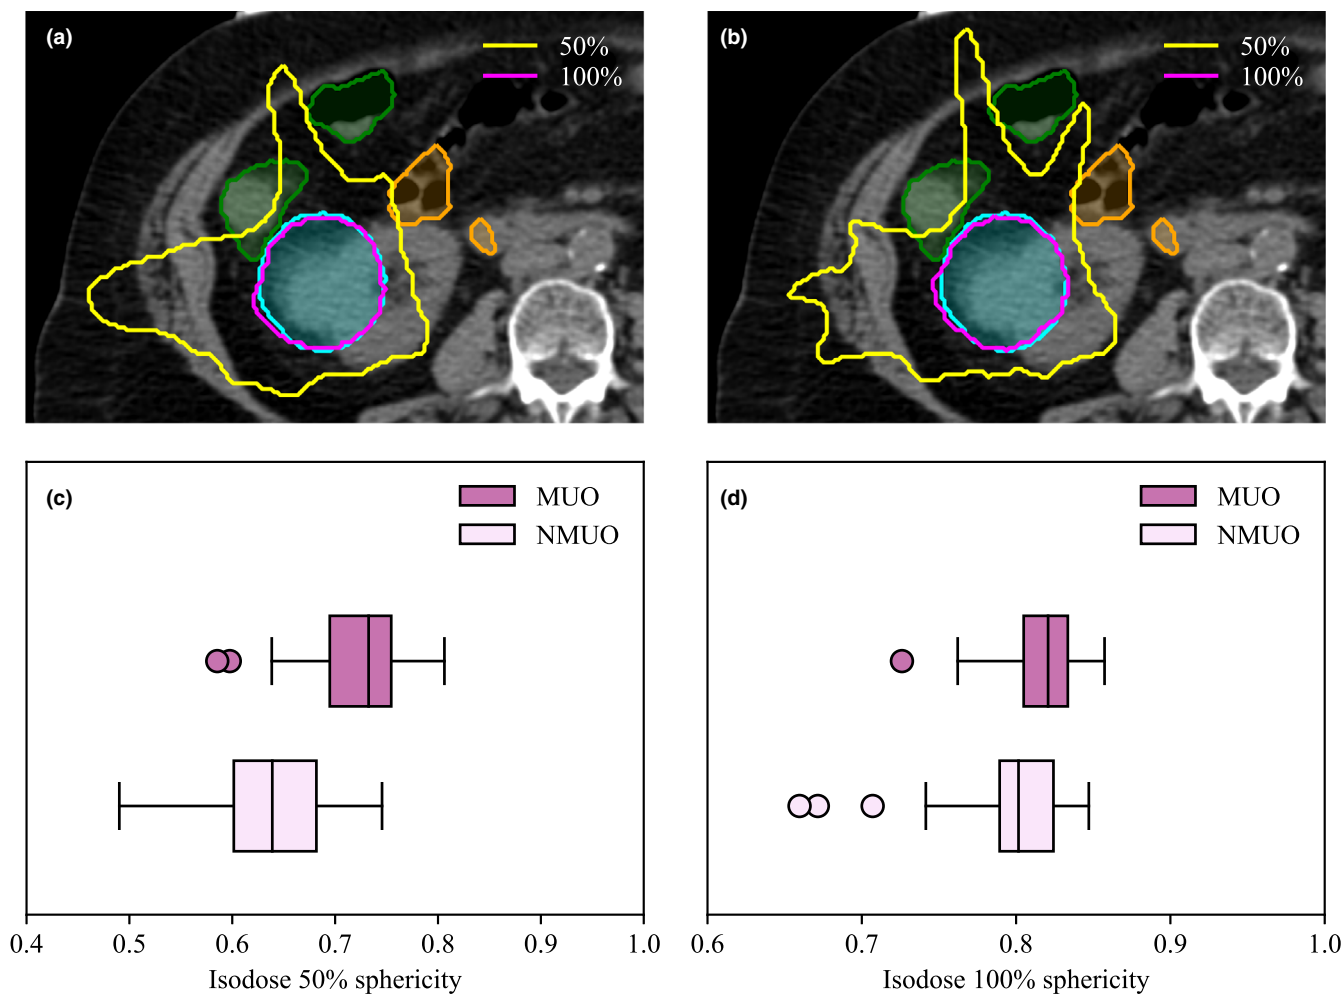 (a)
50%
100%
(b)
50%
100%
(c)
MUO
NMUO
0.4 0.5 0.6 0.7 0.8 0.9 1.0
Isodose 50% sphericity
(d)
MUO
NMUO
0.6 0.7 0.8 0.9 1.0
Isodose 100% sphericity